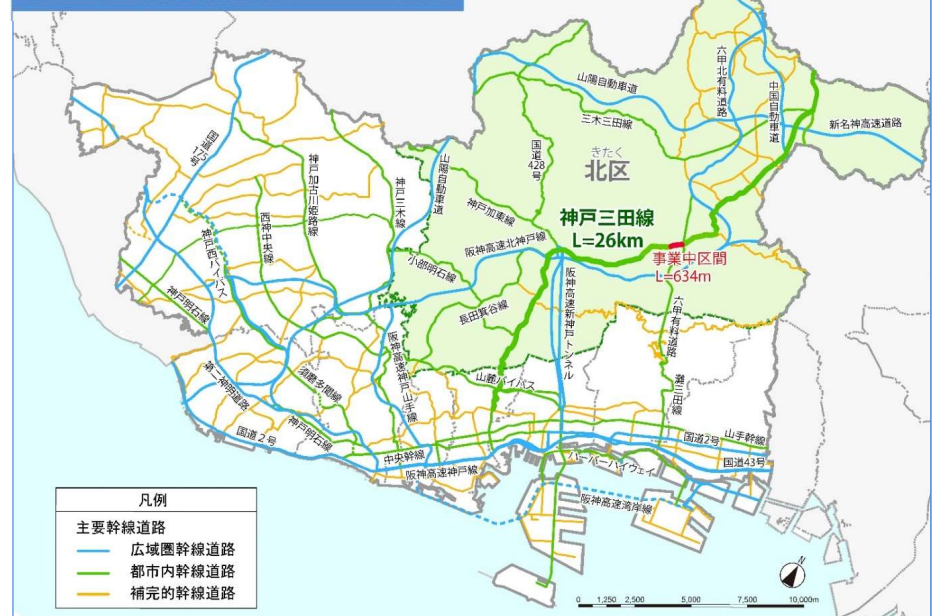 山陽自動車道
三木三田線
六甲北有料道路
中国自動車道
新名神高速道路
国道175号
神戸加古川姫路線
神戸三木線
山陽自動車道
国道428号
きたく
北区
神戸三田線
L=26km
事業中区間
L=634m
神戸加東線
阪神高速北神戸線
西神中央線
神戸西バイパス
小部明石線
長田箕谷線
阪神高速新神戸トンネル
六甲有料道路
神戸明石線
第二神明道路
須磨多聞線
阪神高速神戸山手線
山麓バイパス
灘三田線
国道2号
神戸明石線
中央幹線
阪神高速神戸線
国道2号
山手幹線
国道43号
ハーバーハイウェイ
阪神高速湾岸線
凡例
主要幹線道路
広域圏幹線道路
都市内幹線道路
補完的幹線道路
N
0 1,250 2,500 5,000 7,500 10,000m